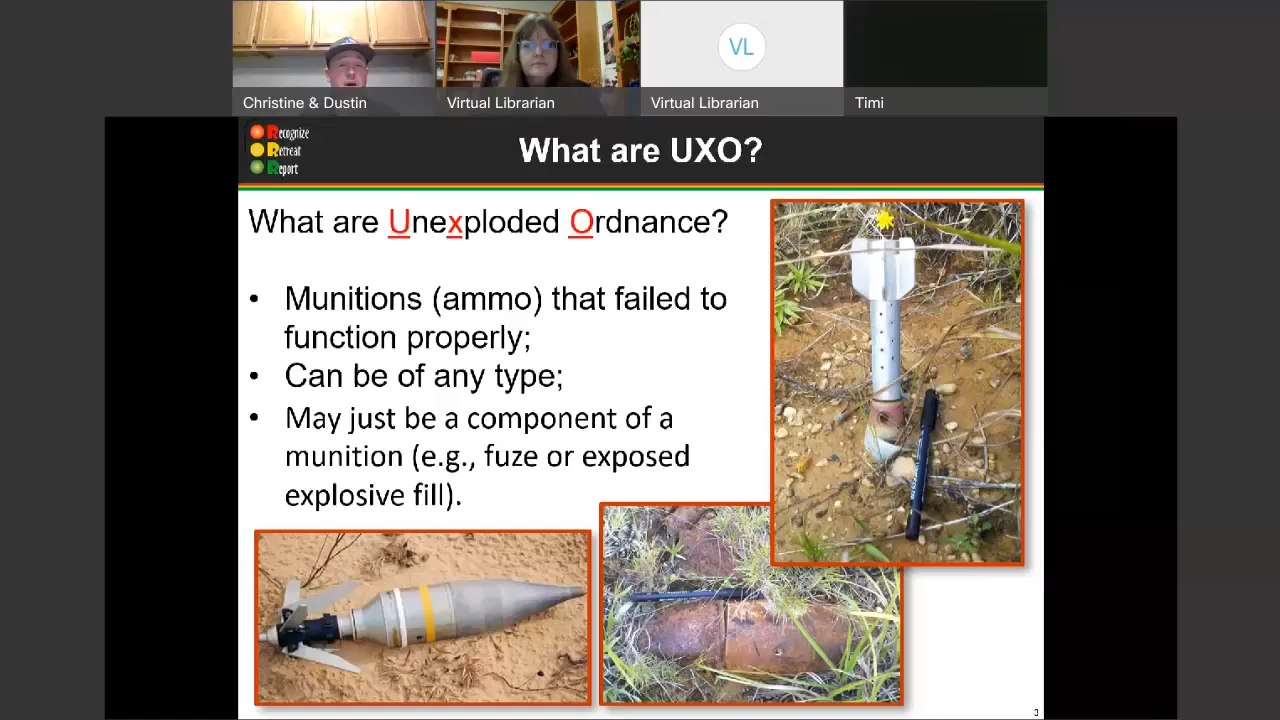 Christine & Dustin
Virtual Librarian
VL
Virtual Librarian
Timi
Recognize
Retreat
Report
What are UXO?
What are Unexploded Ordnance?
• Munitions (ammo) that failed to
function properly;
• Can be of any type;
• May just be a component of a
munition (e.g., fuze or exposed
explosive fill).
3